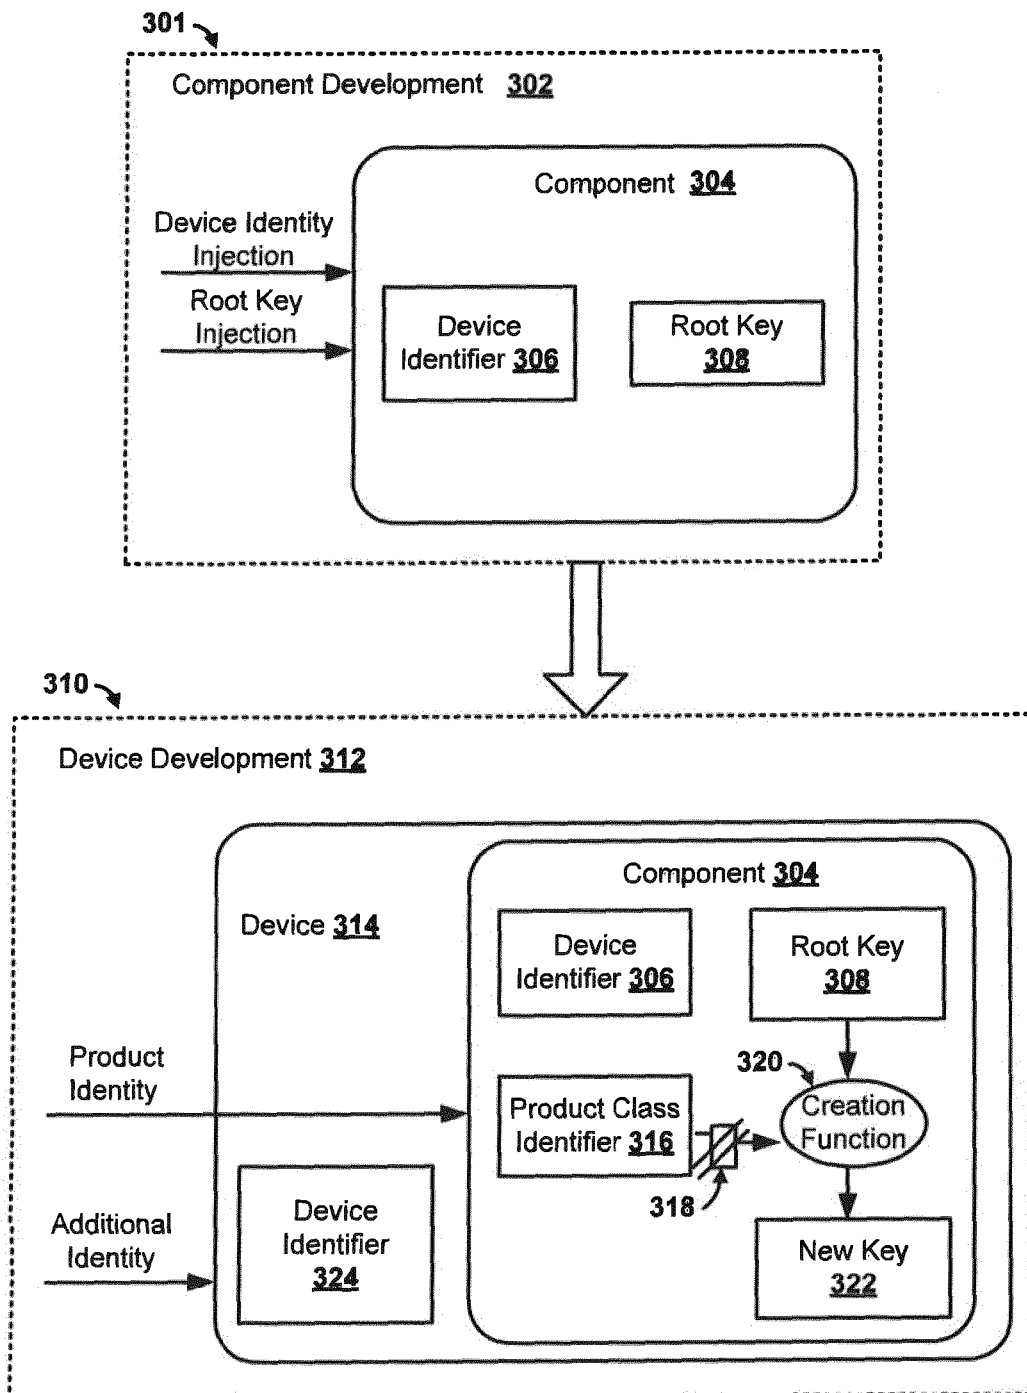 301
Component Development 302
Component 304
Device Identity
Injection
Root Key
Injection
Device
Identifier 306
Root Key
308
310
Device Development 312
Component 304
Device 314
Device
Identifier 306
Root Key
308
Product
Identity
320
Product Class
Identifier 316
Creation
Function
318
Additional
Identity
Device
Identifier
324
New Key
322